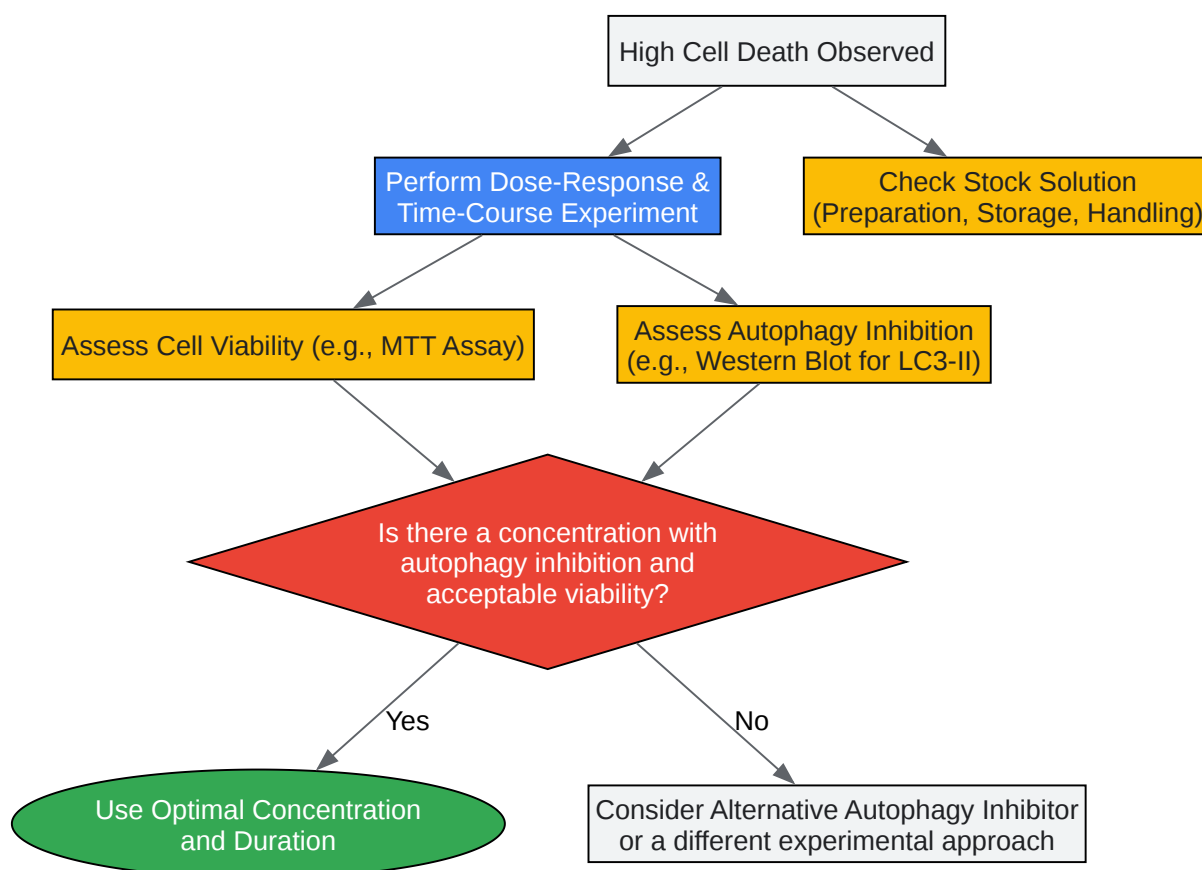 High Cell Death Observed
Perform Dose-Response &
Time-Course Experiment
Check Stock Solution
(Preparation, Storage, Handling)
Assess Cell Viability (e.g., MTT Assay)
Assess Autophagy Inhibition
(e.g., Western Blot for LC3-II)
Is there a concentration with
autophagy inhibition and
acceptable viability?
Yes
No
Use Optimal Concentration
and Duration
Consider Alternative Autophagy Inhibitor
or a different experimental approach